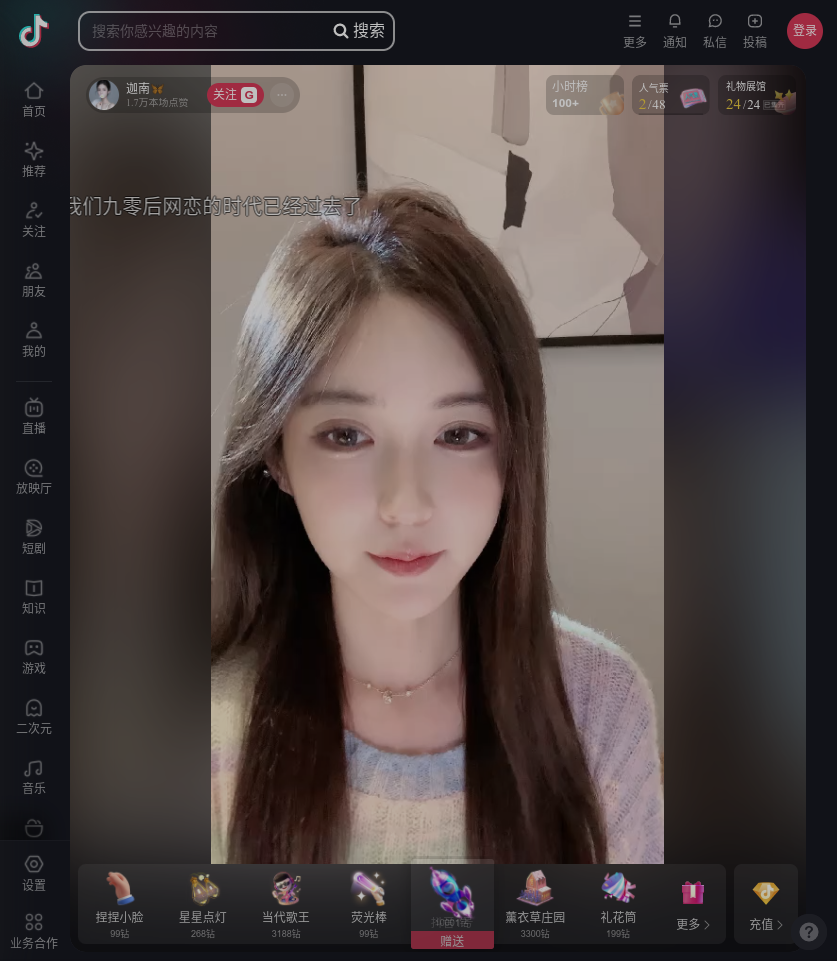 搜索你感兴趣的内容
搜索
更多
通知
私信
投稿
登录
首页
推荐
关注
朋友
我的
直播
放映厅
短剧
知识
游戏
二次元
音乐
设置
业务合作
迦南
1.7万本场点赞
关注 G
小时榜
100+
人气票
2/48
礼物展馆
24/24
我们九零后网恋的时代已经过去了
捏捏小脸
99钻
星星点灯
268钻
当代歌王
3188钻
荧光棒
99钻
赠送
薰衣草庄园
3300钻
礼花筒
199钻
更多
充值